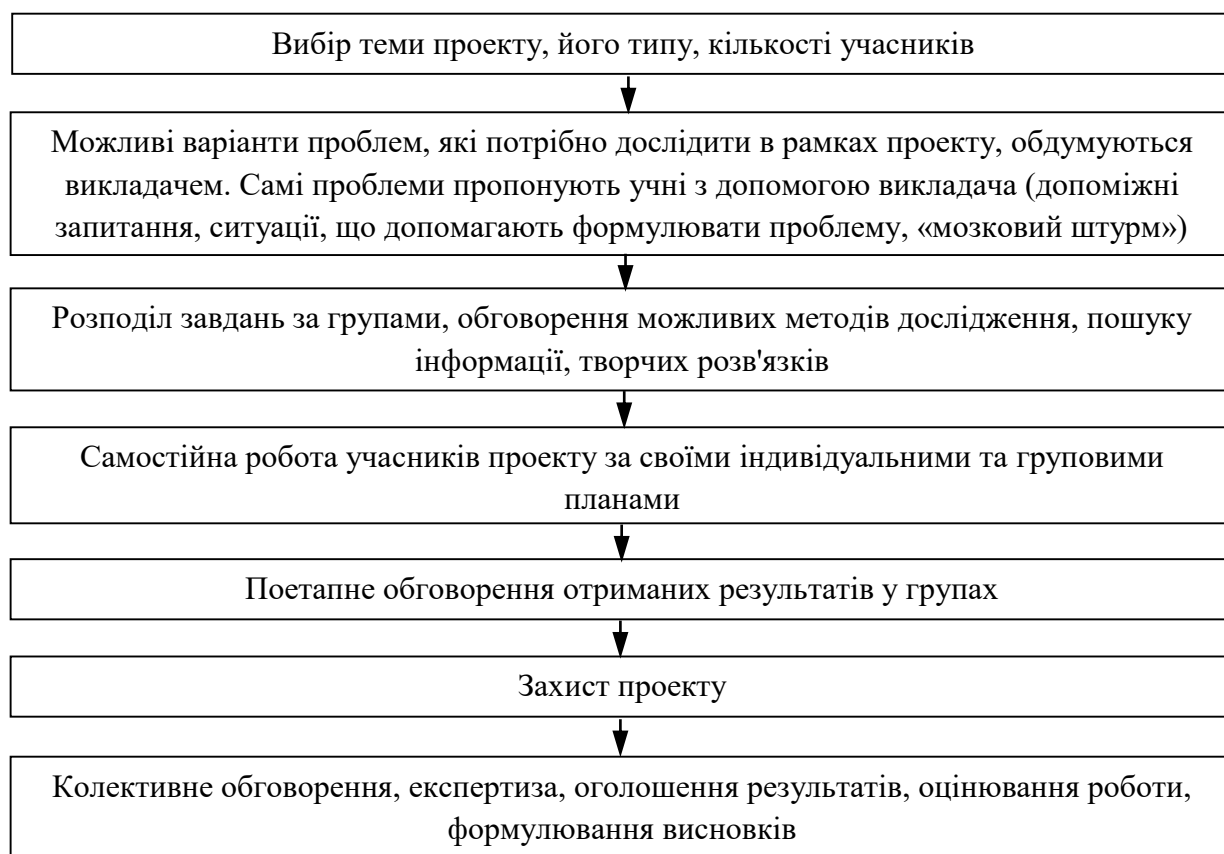 Вибір теми проекту, його типу, кількості учасників
Можливі варіанти проблем, які потрібно дослідити в рамках проекту, обдумуються
викладачем. Самі проблеми пропонують учні з допомогою викладача (допоміжні
запитання, ситуації, що допомагають формулювати проблему, «мозковий штурм»)
Розподіл завдань за групами, обговорення можливих методів дослідження, пошуку
інформації, творчих розв'язків
Самостійна робота учасників проекту за своїми індивідуальними та груповими
планами
Поетапне обговорення отриманих результатів у групах
Захист проекту
Колективне обговорення, експертиза, оголошення результатів, оцінювання роботи,
формулювання висновків